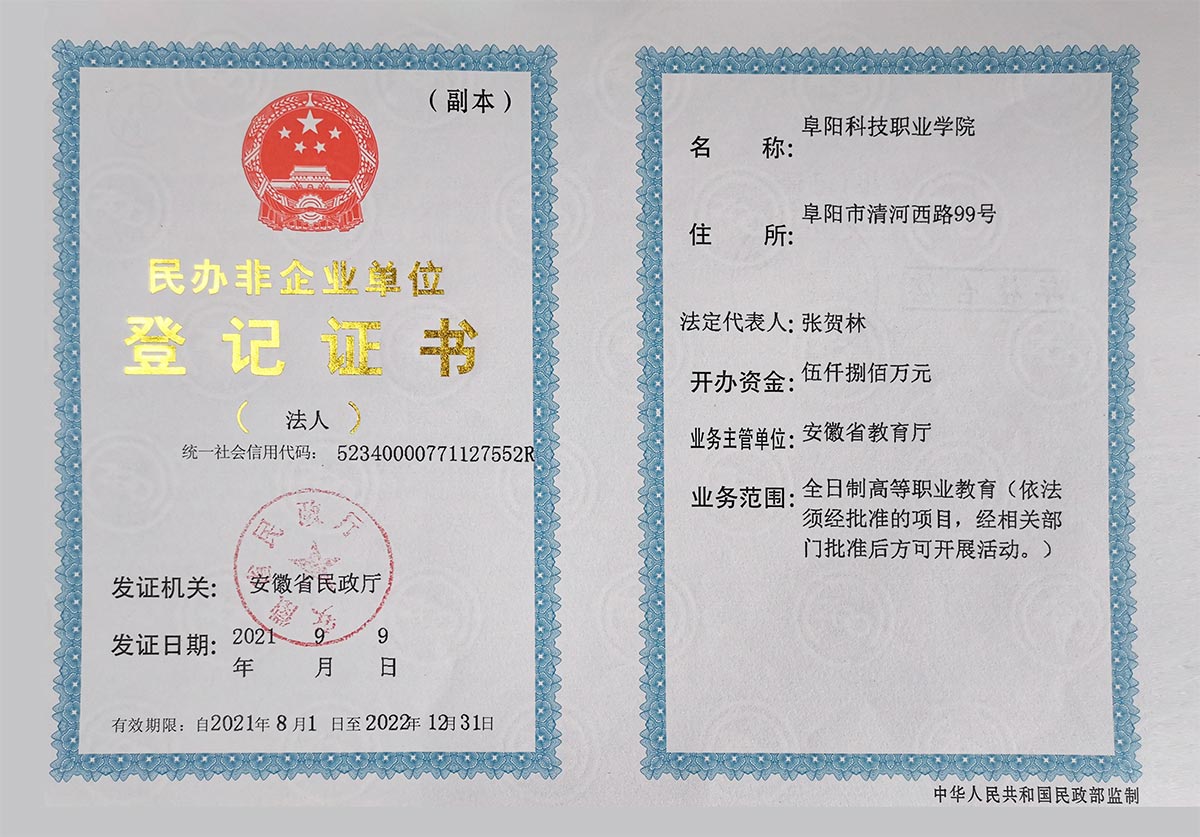 （副本）
民办非企业单位
登记证书
（法人）
统一社会信用代码： 52340000771127552R
安徽省民政厅
发证机关: 安徽省民政厅
发证日期: 2021 9 9
年 月 日
有效期限：自2021年 8 月1 日至 2022年 12月31日
名 称: 阜阳科技职业学院
住 所: 阜阳市清河西路99号
法定代表人: 张贺林
开办资金: 伍仟捌佰万元
业务主管单位: 安徽省教育厅
业务范围: 全日制高等职业教育（依法
须经批准的项目，经相关部
门批准后方可开展活动。）
中华人民共和国民政部监制